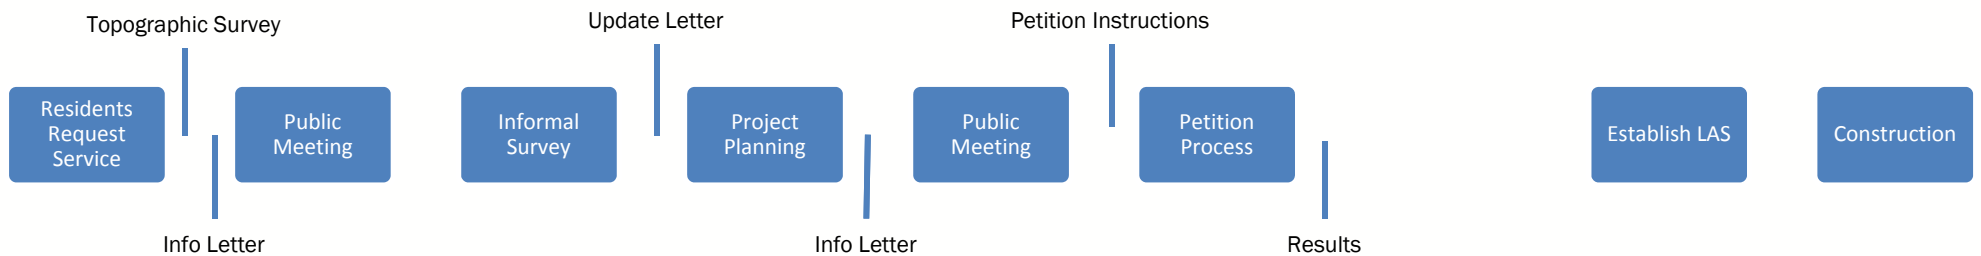 Topographic Survey
Update Letter
Petition Instructions
Residents
Request
Service
Public
Meeting
Informal
Survey
Project
Planning
Public
Meeting
Petition
Process
Establish LAS
Construction
Info Letter
Info Letter
Results